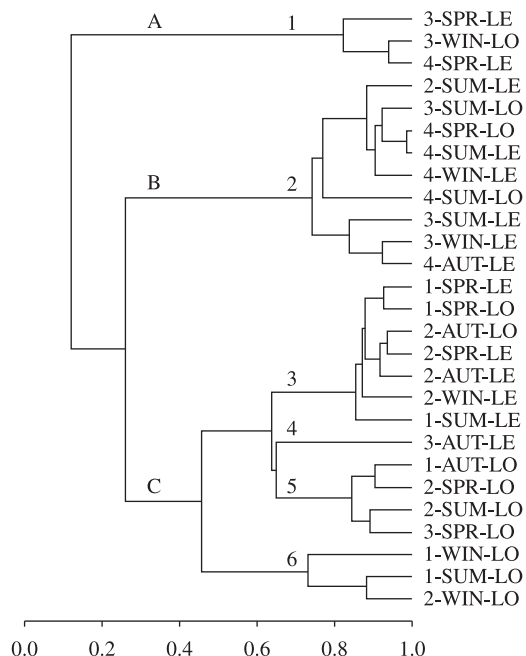 A 1 3-SPR-LE
3-WIN-LO
4-SPR-LE
2-SUM-LE
3-SUM-LO
4-SPR-LO
4-SUM-LE
4-WIN-LE
B 2
4-SUM-LO
3-SUM-LE
3-WIN-LE
4-AUT-LE
1-SPR-LE
1-SPR-LO
2-AUT-LO
2-SPR-LE
2-AUT-LE
3
2-WIN-LE
1-SUM-LE
4
3-AUT-LE
1-AUT-LO
C 5 2-SPR-LO
2-SUM-LO
3-SPR-LO
6 1-WIN-LO
1-SUM-LO
2-WIN-LO
0.0 0.2 0.4 0.6 0.8 1.0